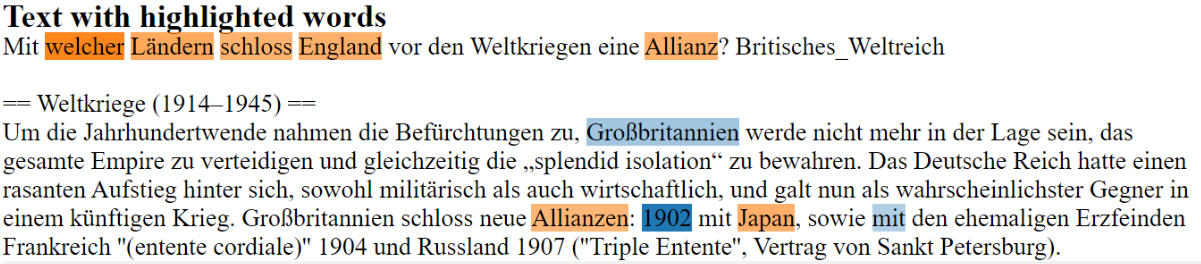 Text with highlighted words
Mit welcher Ländern schloss England vor den Weltkriegen eine Allianz? Britisches_Weltreich
== Weltkriege (1914–1945) ==
Um die Jahrhundertwende nahmen die Befürchtungen zu, Großbritannien werde nicht mehr in der Lage sein, das
gesamte Empire zu verteidigen und gleichzeitig die „splendid isolation“ zu bewahren. Das Deutsche Reich hatte einen
rasanten Aufstieg hinter sich, sowohl militärisch als auch wirtschaftlich, und galt nun als wahrscheinlichster Gegner in
einem künftigen Krieg. Großbritannien schloss neue Allianzen: 1902 mit Japan, sowie mit den ehemaligen Erzfeinden
Frankreich "(entente cordiale)" 1904 und Russland 1907 ("Triple Entente", Vertrag von Sankt Petersburg).